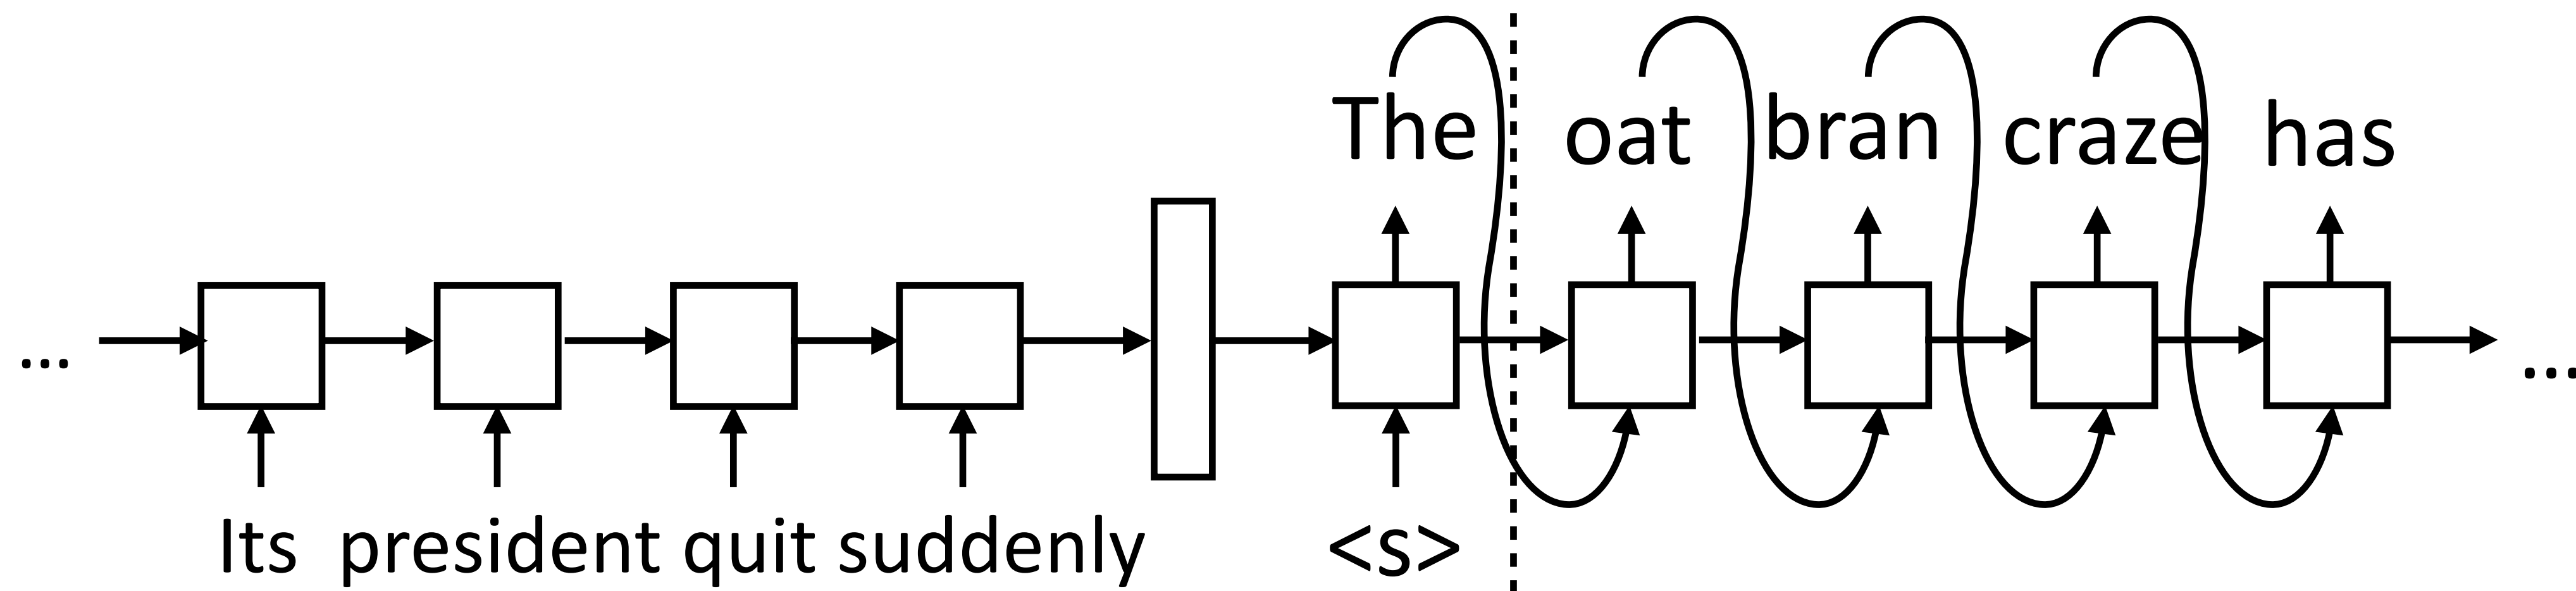 The oat bran craze has
... ...
Its president quit suddenly <s>